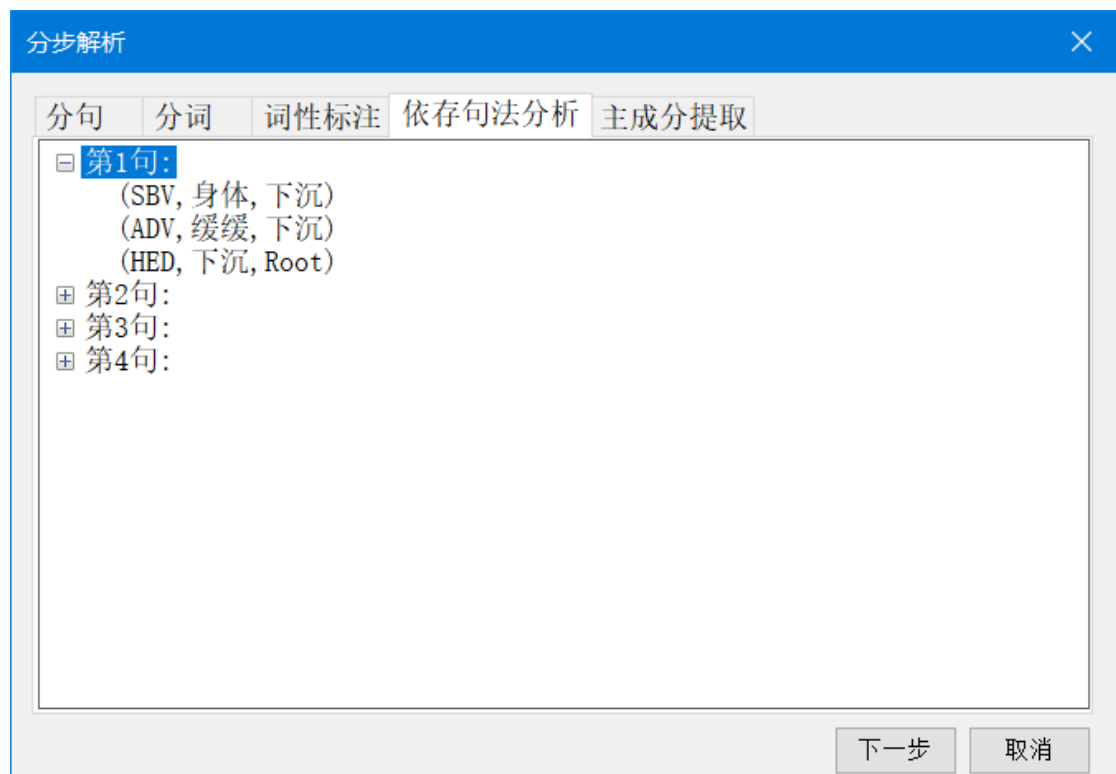 分步解析
分句 分词 词性标注 依存句法分析 主成分提取
第1句:
(SBV,身体,下沉)
(ADV,缓缓,下沉)
(HED,下沉,Root)
第2句:
第3句:
第4句:
下一步 取消